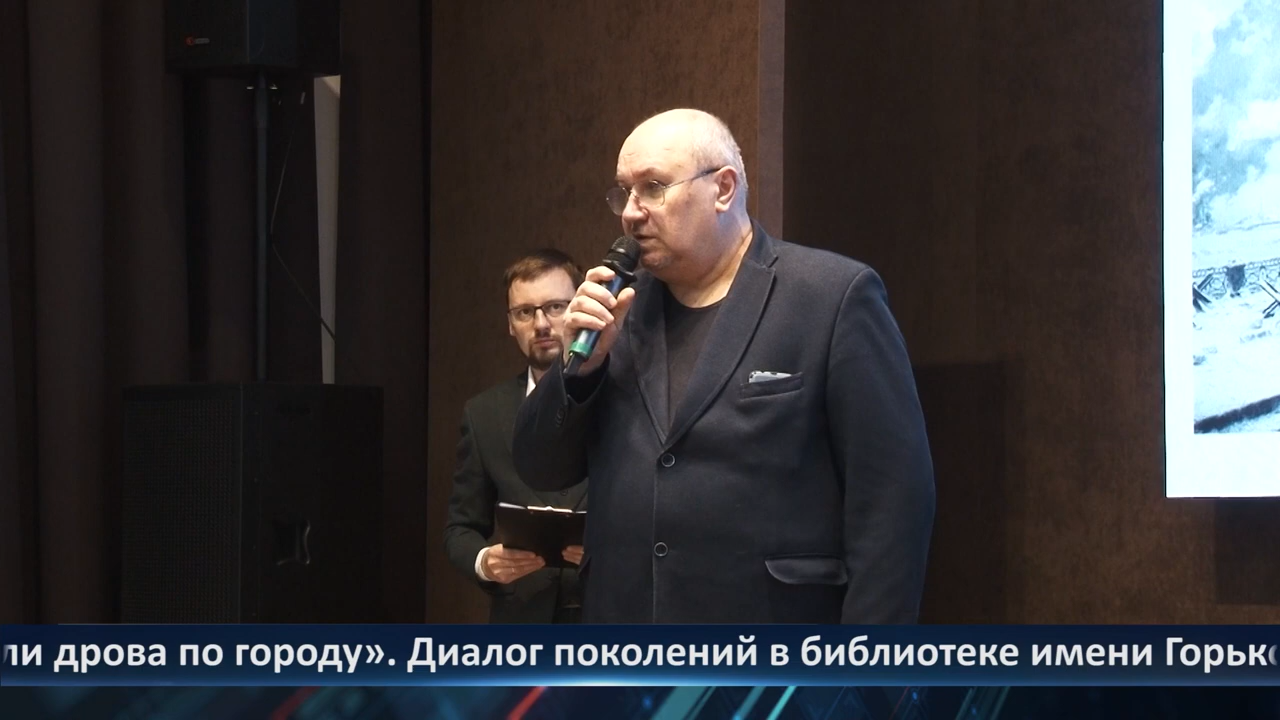 ли дрова по городу». Диалог поколений в библиотеке имени Горьк